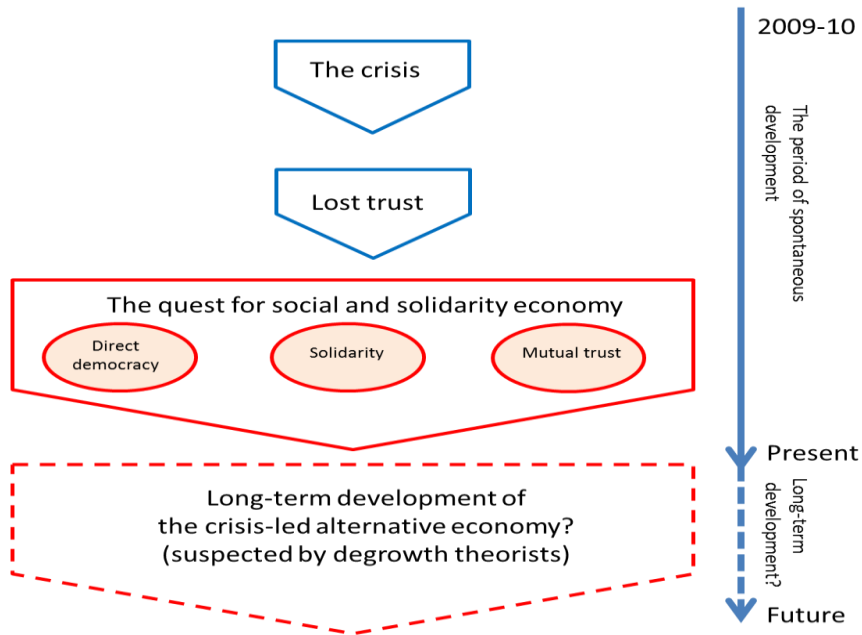 2009-10
The crisis
The period of spontaneous
development
Lost trust
The quest for social and solidarity economy
Direct
democracy
Solidarity
Mutual trust
Present
Long-term development of
the crisis-led alternative economy?
(suspected by degrowth theorists)
Long-term
development?
Future